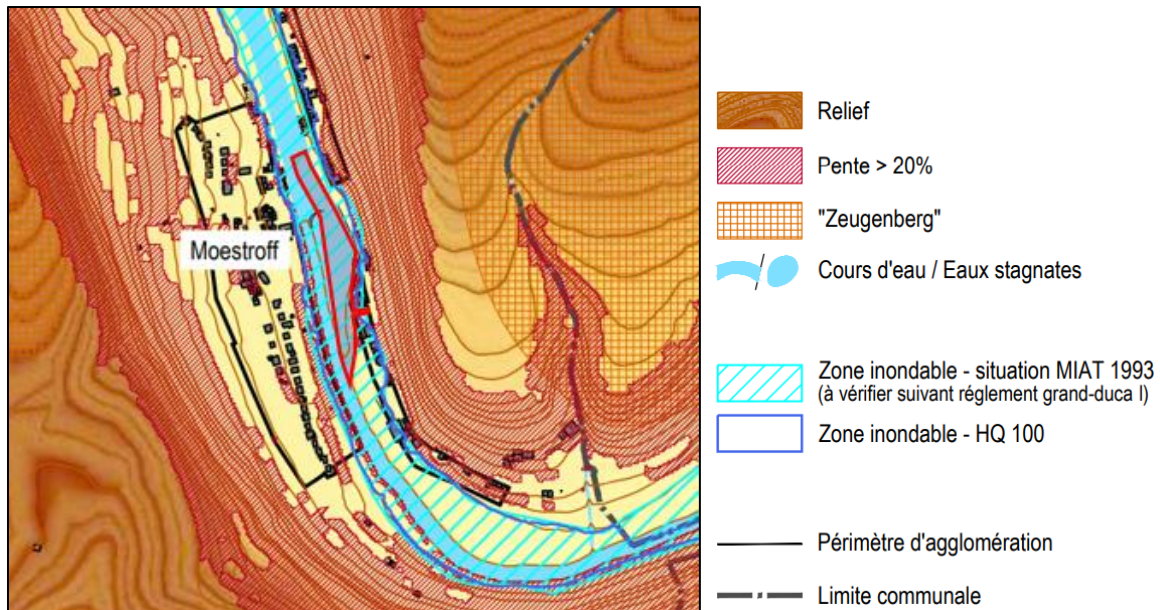 Moestroff
Relief
Pente > 20%
"Zeugenberg"
Cours d'eau / Eaux stagnates
Zone inondable - situation MIAT 1993
(à vérifier suivant réglement grand-duca l)
Zone inondable - HQ 100
Périmètre d'agglomération
Limite communale